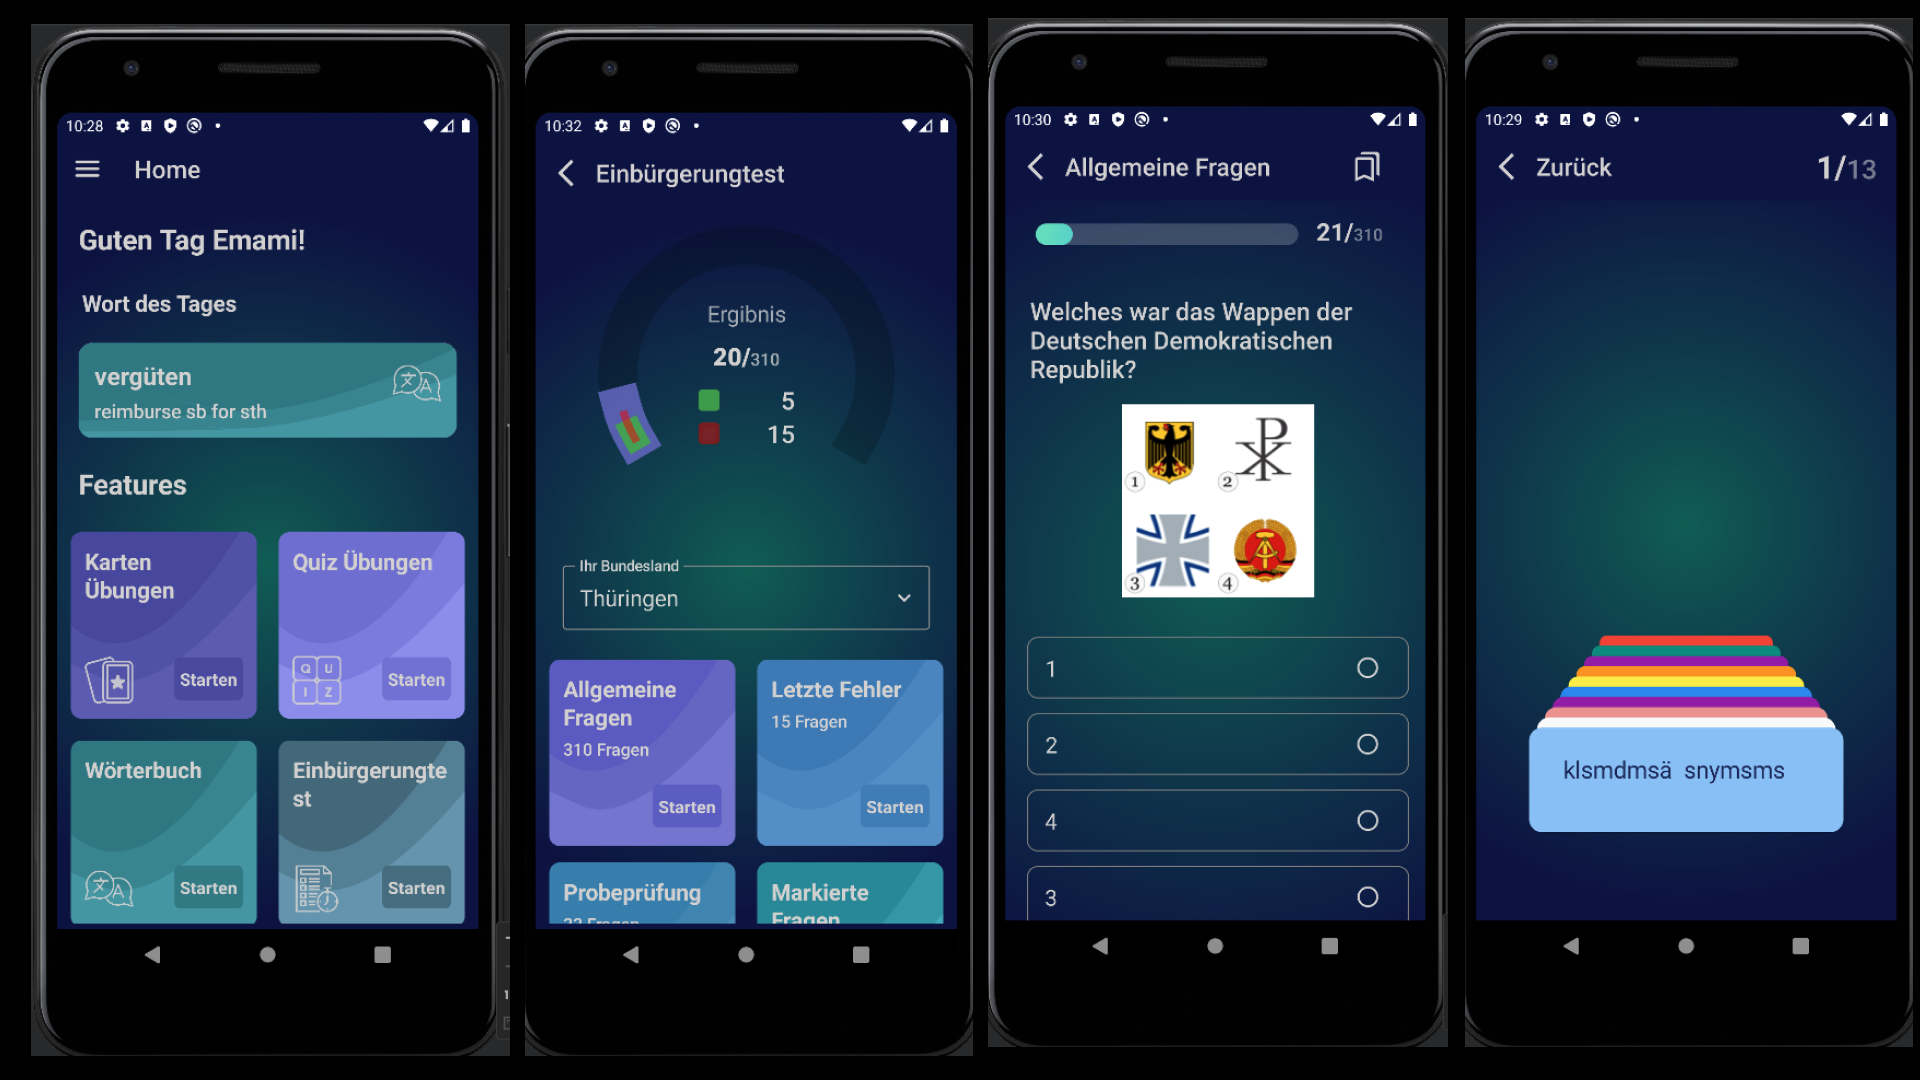 10:28
Home
Guten Tag Emami!
Wort des Tages
vergüten
reimburse sb for sth
Features
Karten
Übungen
Starten
Quiz Übungen
Q U
I Z
Starten
Wörterbuch
Starten
Einbürgerungte
st
Starten
10:32
Einbürgerungtest
Ergibnis
20/310
5
15
Ihr Bundesland
Thüringen
Allgemeine
Fragen
310 Fragen
Starten
Letzte Fehler
15 Fragen
Starten
Probeprüfung
Fragen
Markierte
Fragen
10:30
Allgemeine Fragen
21/310
Welches war das Wappen der
Deutschen Demokratischen
Republik?
1
2
3
4
1
2
4
3
10:29
Zurück
1/13
klsmdmsä snymsms